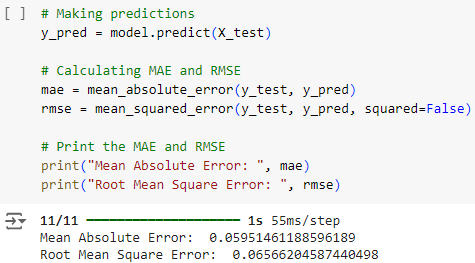 [ ] # Making predictions
y_pred = model.predict(X_test)
# Calculating MAE and RMSE
mae = mean_absolute_error(y_test, y_pred)
rmse = mean_squared_error(y_test, y_pred, squared=False)
# Print the MAE and RMSE
print("Mean Absolute Error: ", mae)
print("Root Mean Square Error: ", rmse)
11/11 ━━━━━━━━━━━━━━━━━━━━ 1s 55ms/step
Mean Absolute Error:  0.05951461188596189
Root Mean Square Error:  0.06566204587440498